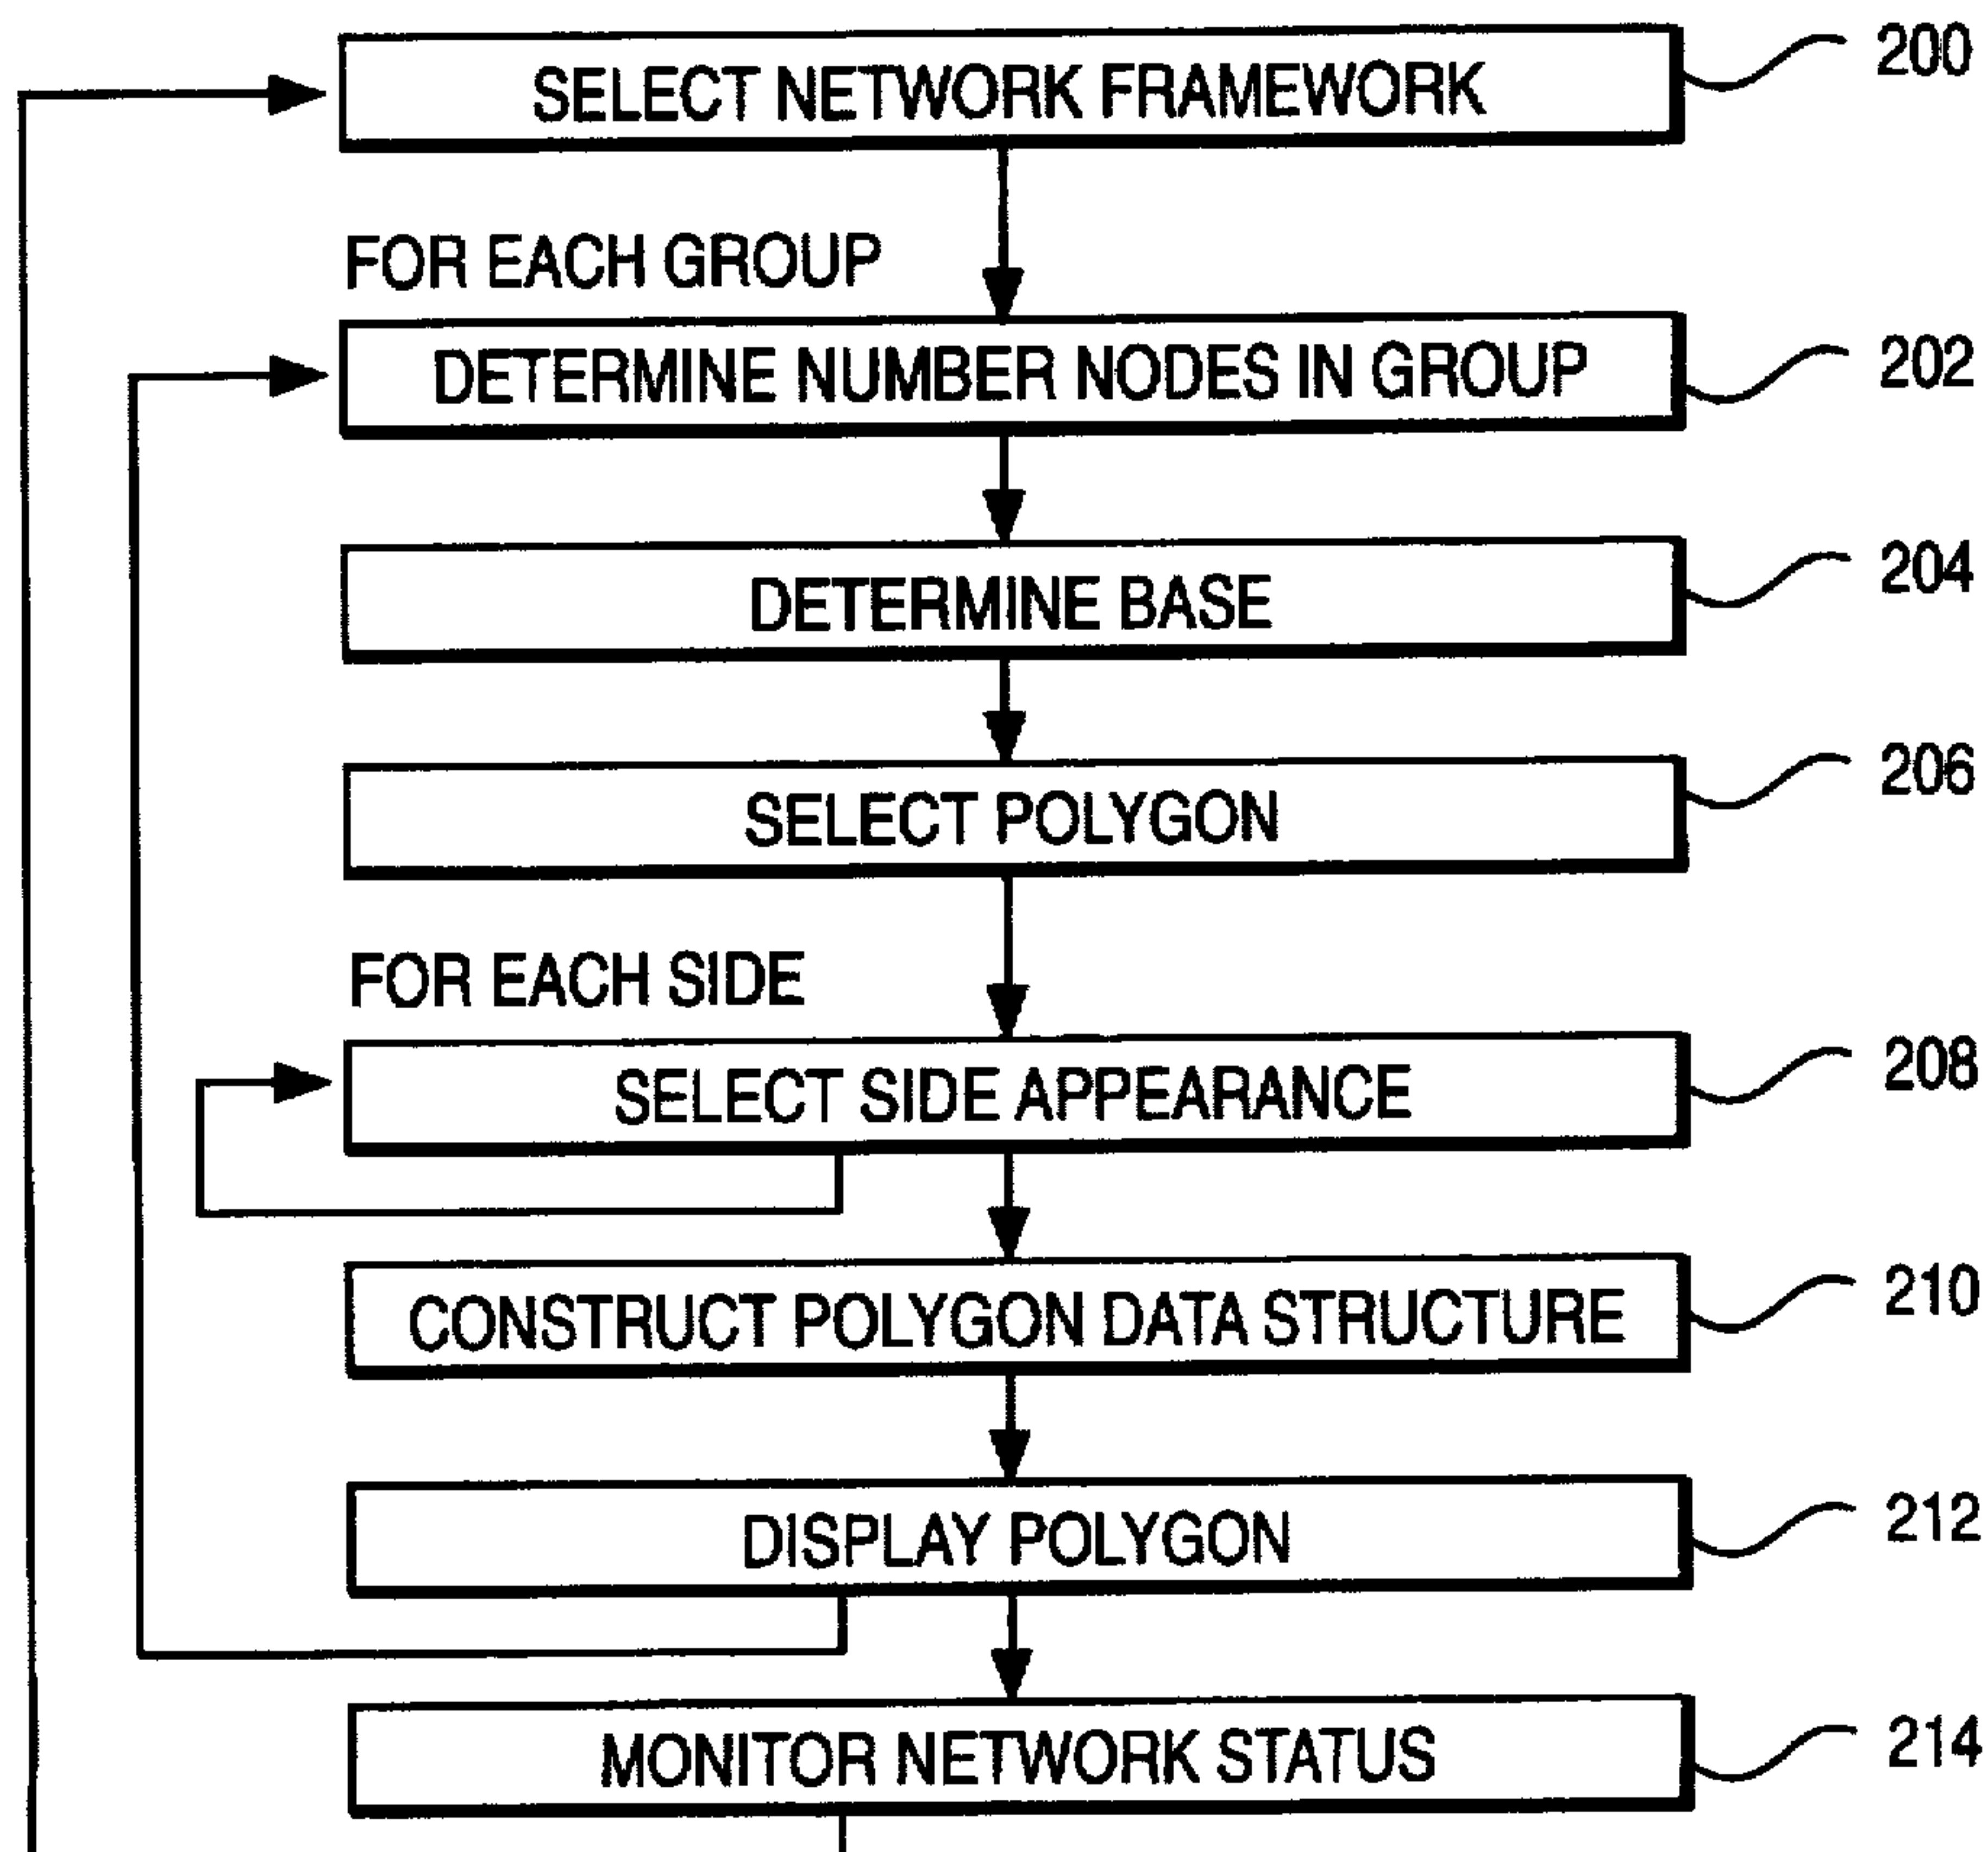 SELECT NETWORK FRAMEWORK 200
FOR EACH GROUP
DETERMINE NUMBER NODES IN GROUP 202
DETERMINE BASE 204
SELECT POLYGON 206
FOR EACH SIDE
SELECT SIDE APPEARANCE 208
CONSTRUCT POLYGON DATA STRUCTURE 210
DISPLAY POLYGON 212
MONITOR NETWORK STATUS 214